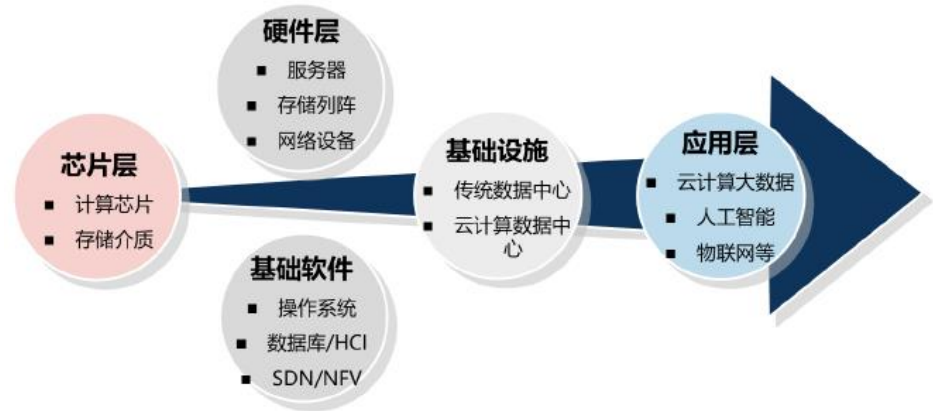 芯片层
■ 计算芯片
■ 存储介质
硬件层
■ 服务器
■ 存储列阵
■ 网络设备
基础软件
■ 操作系统
■ 数据库/HCI
■ SDN/NFV
基础设施
■ 传统数据中心
■ 云计算数据中
心
应用层
■ 云计算大数据
■ 人工智能
■ 物联网等